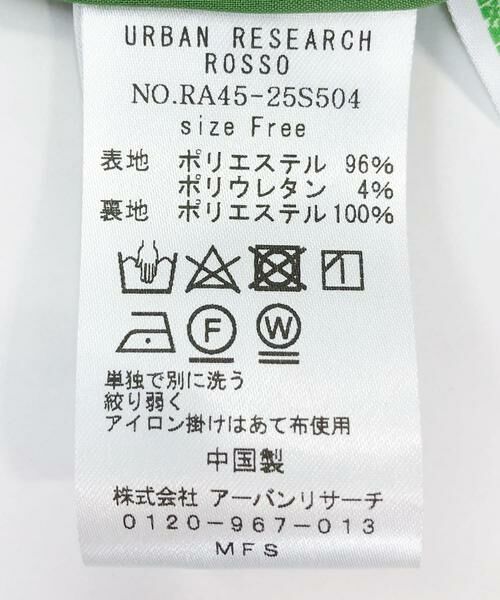 URBAN RESEARCH
ROSSO
NO.RA45-25S504
size Free
表地 ポリエステル 96%
ポリウレタン 4%
裏地 ポリエステル 100%
F W
単独で別に洗う
絞り弱く
アイロン掛けはあて布使用
中国製
株式会社 アーバンリサーチ
0120-967-013
MFS